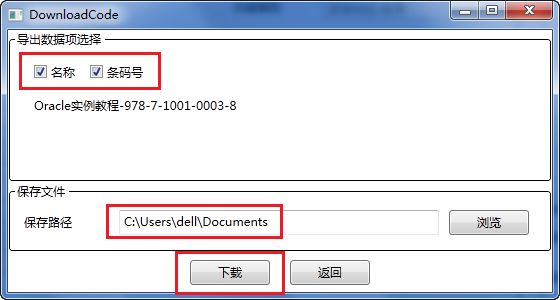 DownloadCode
导出数据项选择
名称 条码号
Oracle实例教程-978-7-1001-0003-8
保存文件
保存路径 C:\Users\dell\Documents 浏览
下载 返回